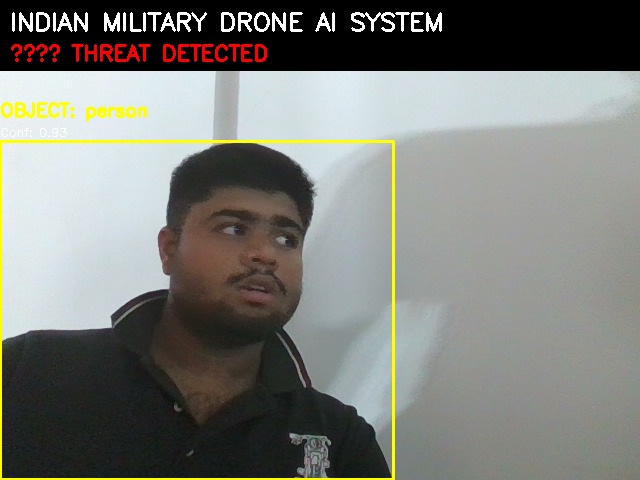 INDIAN MILITARY DRONE AI SYSTEM
???? THREAT DETECTED
OBJECT: person
Conf: 0.93